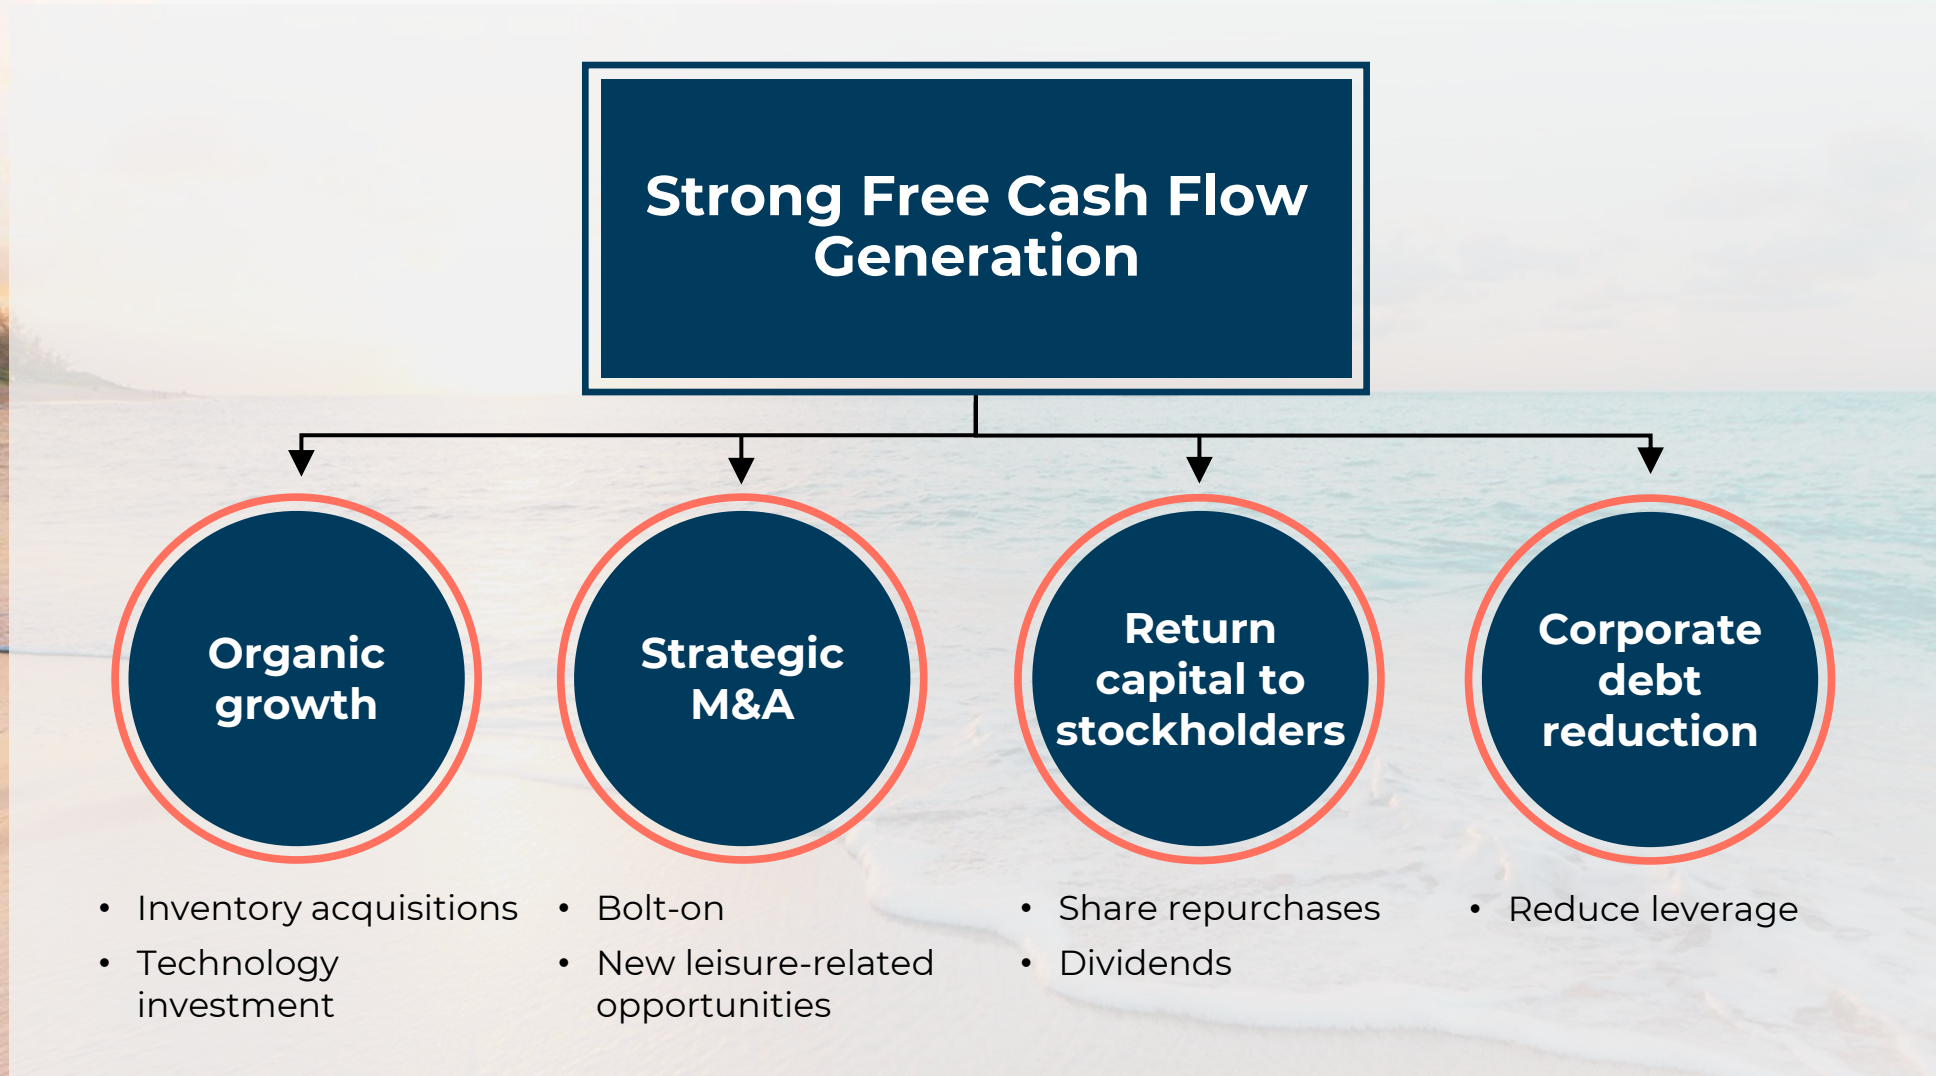 Strong Free Cash Flow
Generation
Organic
growth
Strategic
M&A
Return
capital to
stockholders
Corporate
debt
reduction
• Inventory acquisitions
• Technology
investment
• Bolt-on
• New leisure-related
opportunities
• Share repurchases
• Dividends
• Reduce leverage